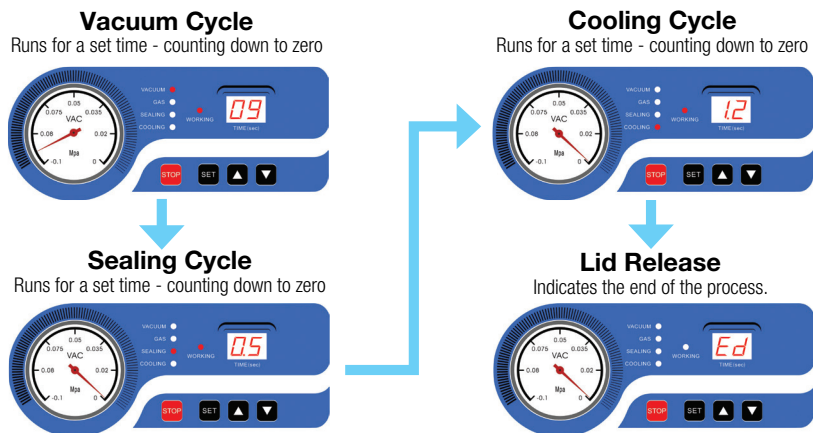 Vacuum Cycle
Runs for a set time - counting down to zero
0.05
0.075
0.035
VAC
0.08
0.02
Mpa
-0.1
0
VACUUM
GAS
SEALING
COOLING
WORKING
09
TIME(sec)
STOP
SET
Sealing Cycle
Runs for a set time - counting down to zero
0.05
0.075
0.035
VAC
0.08
0.02
Mpa
-0.1
0
VACUUM
GAS
SEALING
COOLING
WORKING
0.5
TIME(sec)
STOP
SET
Cooling Cycle
Runs for a set time - counting down to zero
0.05
0.075
0.035
VAC
0.08
0.02
Mpa
-0.1
0
VACUUM
GAS
SEALING
COOLING
WORKING
1.2
TIME(sec)
STOP
SET
Lid Release
Indicates the end of the process.
0.05
0.075
0.035
VAC
0.08
0.02
Mpa
-0.1
0
VACUUM
GAS
SEALING
COOLING
WORKING
Ed
TIME(sec)
STOP
SET